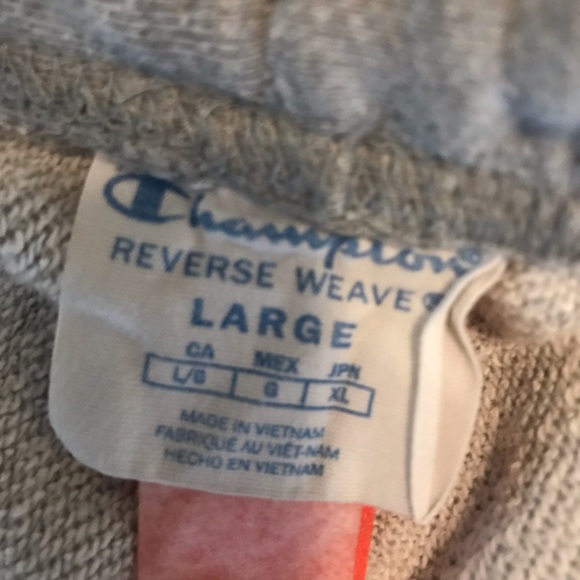 Champion®
REVERSE WEAVE®
LARGE
CA MEX JPN
L/G G XL
MADE IN VIETNAM
FABRIQUÉ AU VIÊT-NAM
HECHO EN VIETNAM